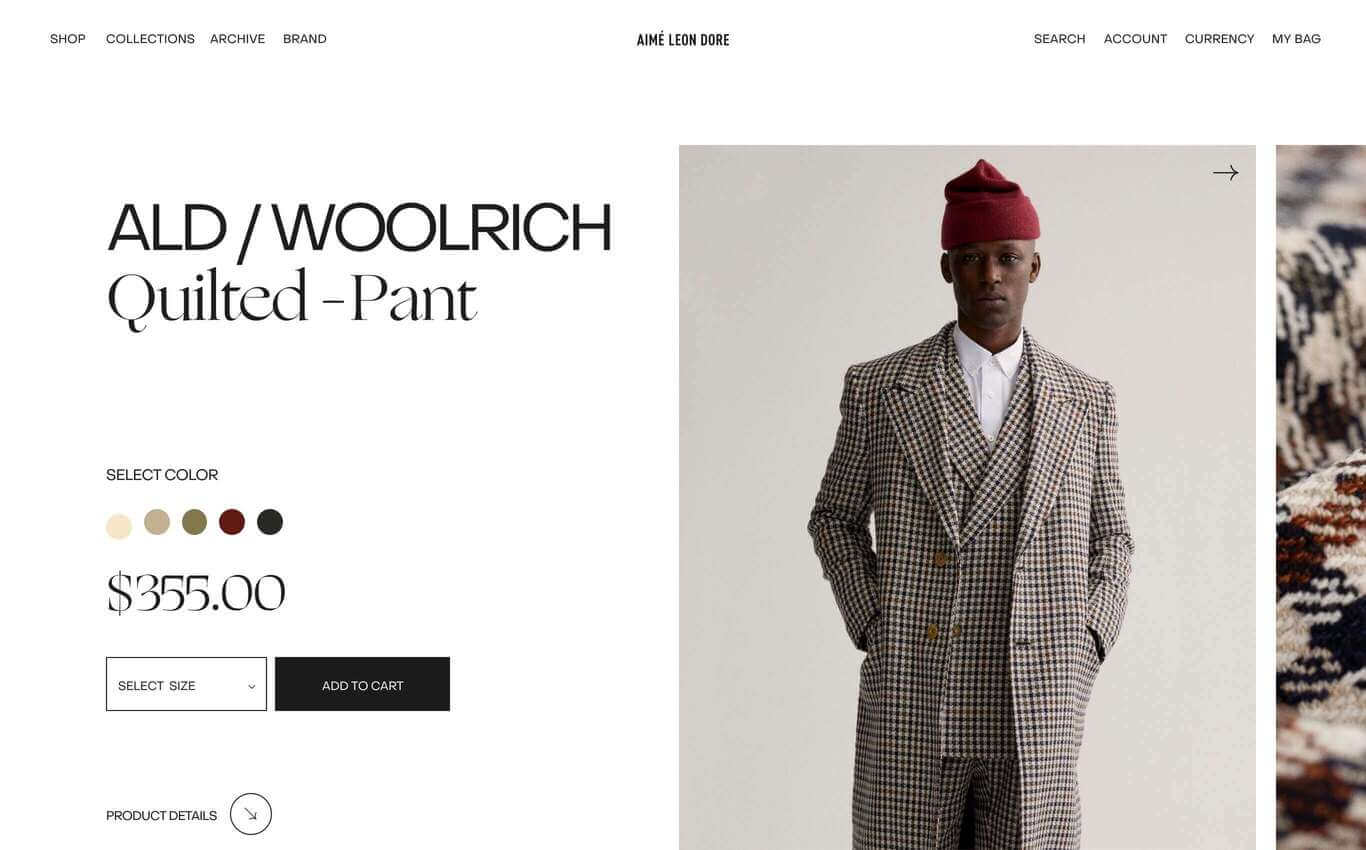 SHOP COLLECTIONS ARCHIVE BRAND AIMÉ LEON DORE SEARCH ACCOUNT CURRENCY MY BAG
ALD / WOOLRICH
Quilted -Pant
SELECT COLOR
$355.00
SELECT SIZE ADD TO CART
PRODUCT DETAILS